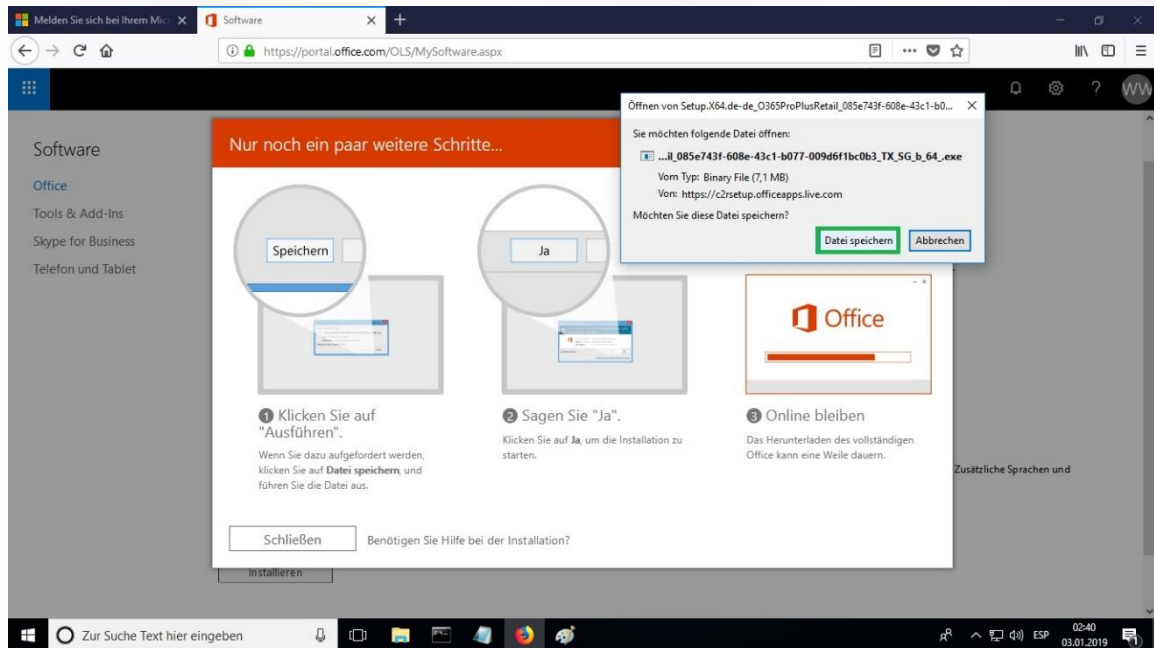 Melden Sie sich bei Ihrem Micr
Software
https://portal.office.com/OLS/MySoftware.aspx
WW
Öffnen von Setup.X64.de-de_O365ProPlusRetail_085e743f-608e-43c1-b0...
Sie möchten folgende Datei öffnen:
...il_085e743f-608e-43c1-b077-009d6f1bc0b3_TX_SG_b_64_.exe
Vom Typ: Binary File (7,1 MB)
Von: https://c2rsetup.officeapps.live.com
Möchten Sie diese Datei speichern?
Datei speichern
Abbrechen
Software
Office
Tools & Add-Ins
Skype for Business
Telefon und Tablet
Nur noch ein paar weitere Schritte...
Speichern
Ja
Office
1 Klicken Sie auf
"Ausführen".
Wenn Sie dazu aufgefordert werden,
klicken Sie auf Datei speichern, und
führen Sie die Datei aus.
2 Sagen Sie "Ja".
Klicken Sie auf Ja, um die Installation zu
starten.
3 Online bleiben
Das Herunterladen des vollständigen
Office kann eine Weile dauern.
Zusätzliche Sprachen und
Schließen
Benötigen Sie Hilfe bei der Installation?
Installieren
Zur Suche Text hier eingeben
ESP
02:40
03.01.2019